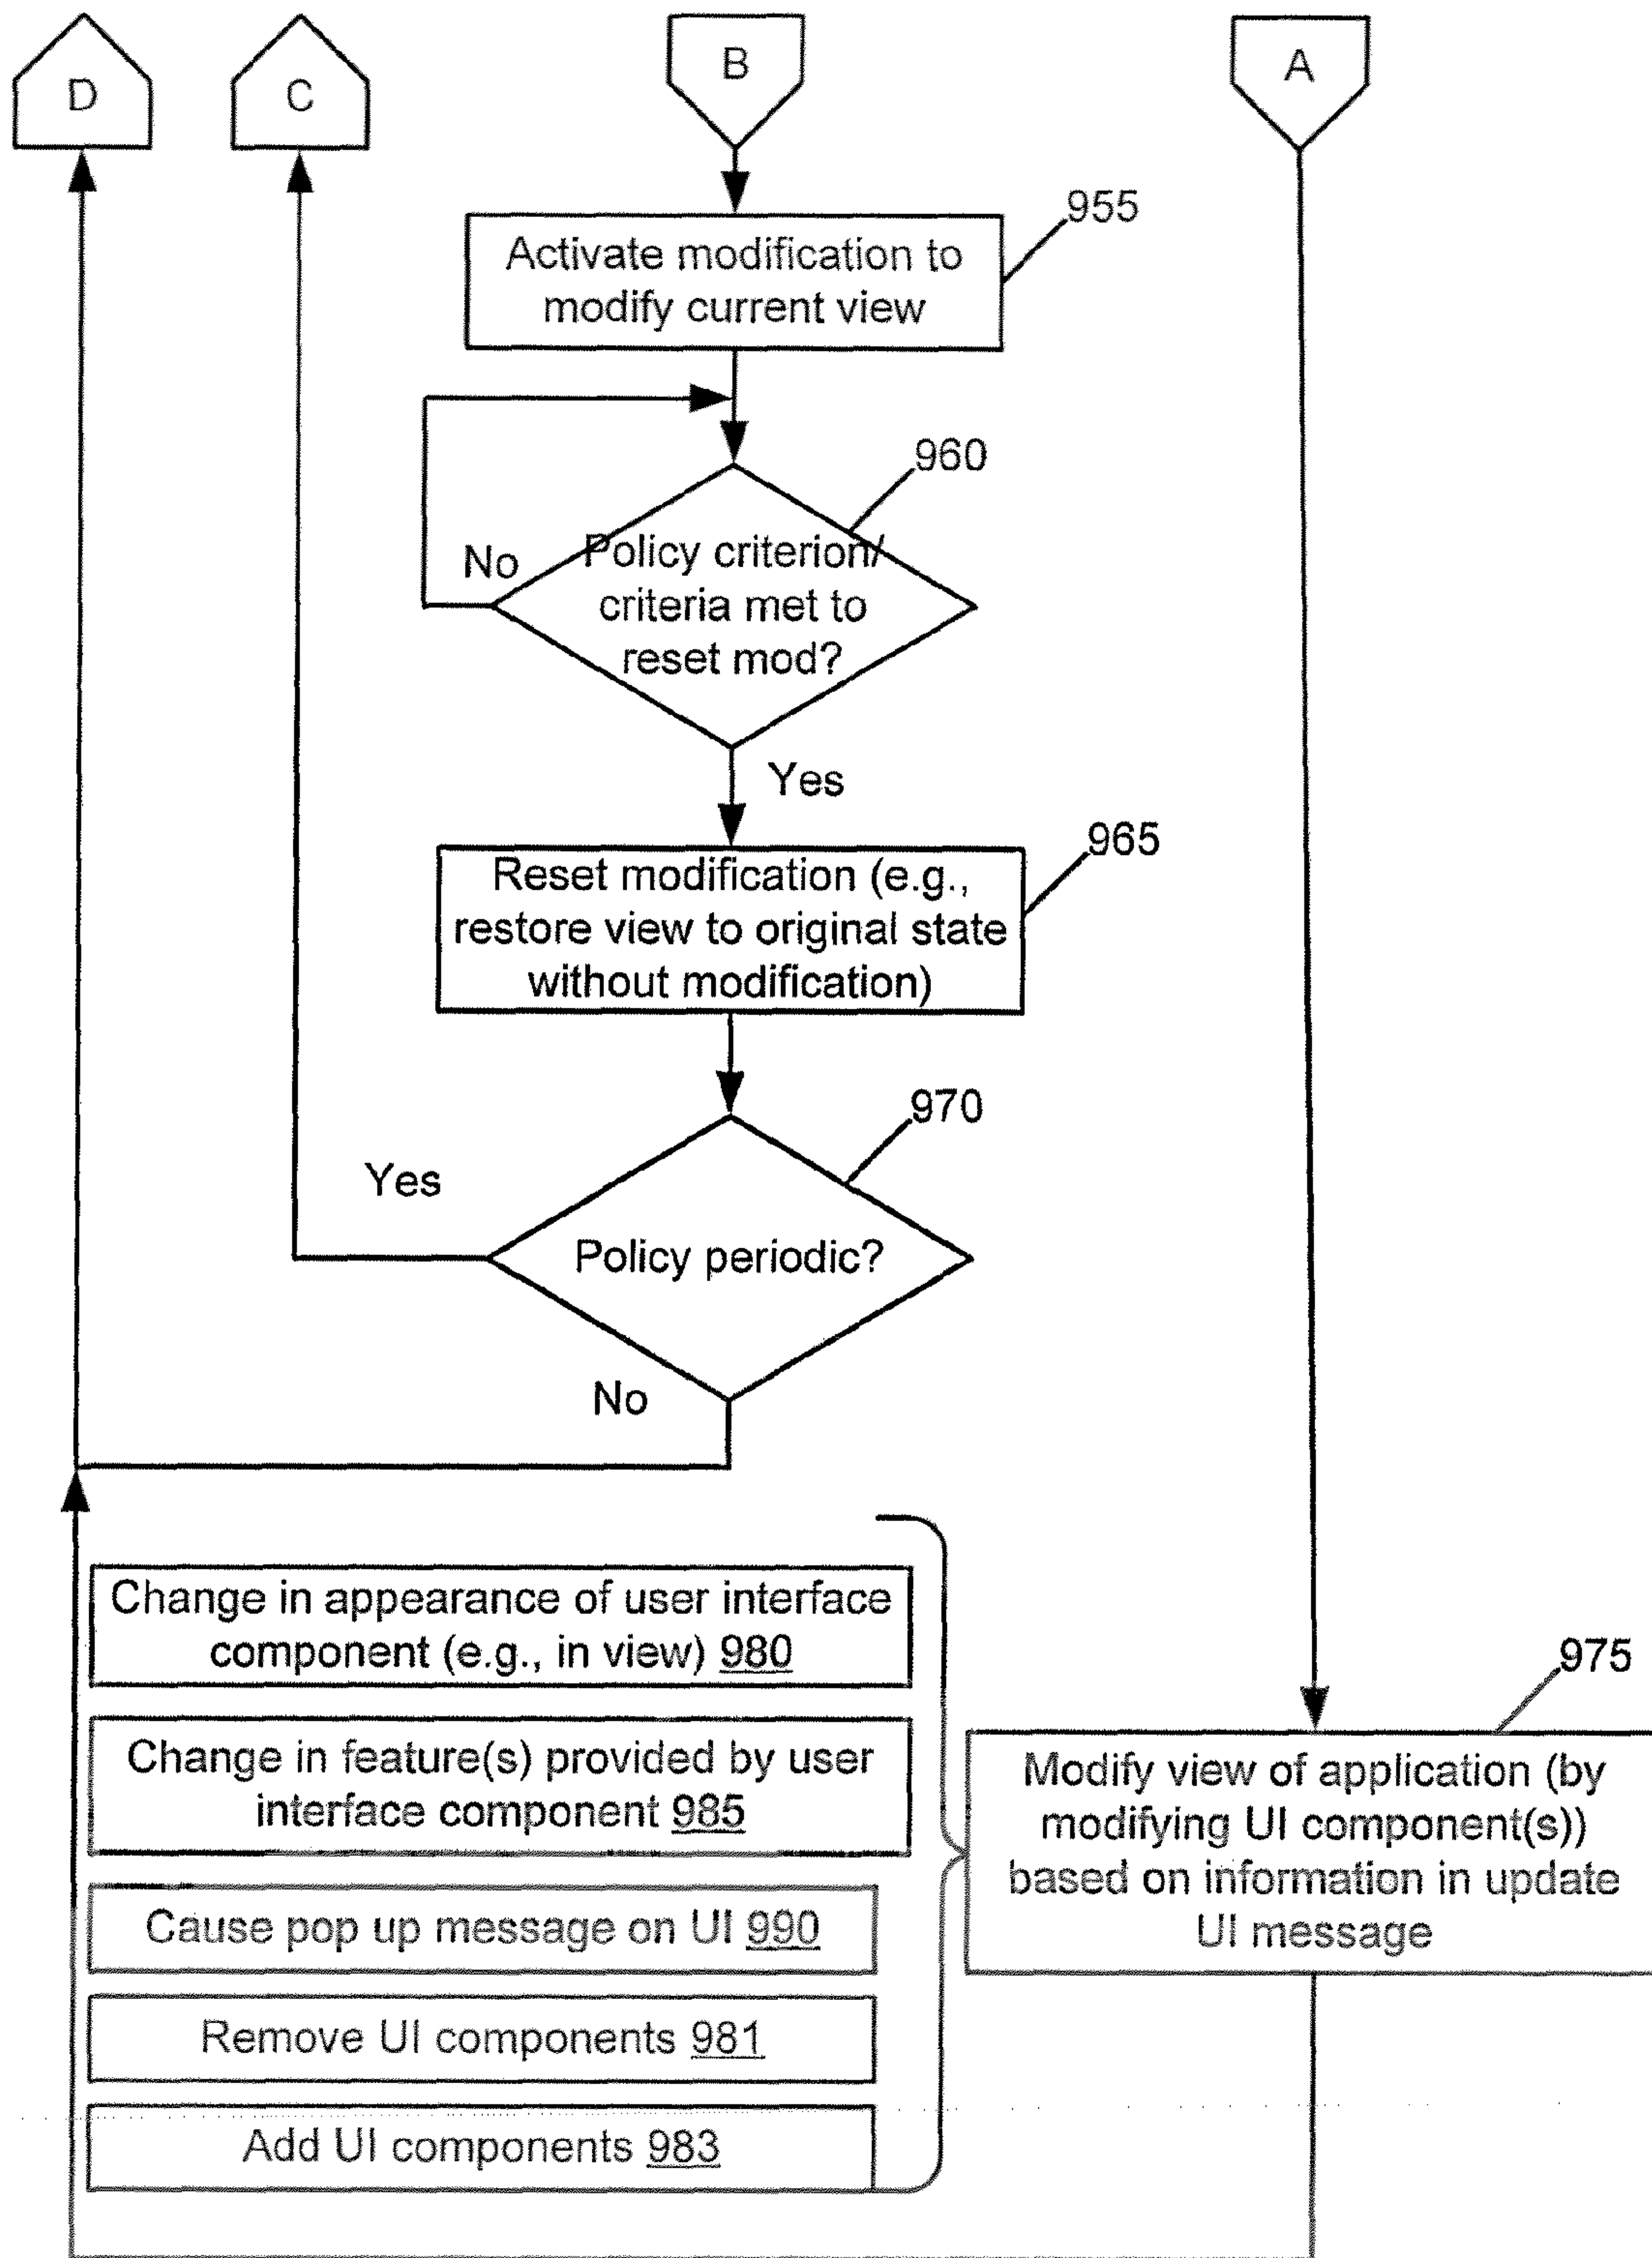 D
C
B
A
955
Activate modification to
modify current view
960
No
Policy criterion/
criteria met to
reset mod?
Yes
965
Reset modification (e.g.,
restore view to original state
without modification)
970
Yes
Policy periodic?
No
Change in appearance of user interface
component (e.g., in view) 980
975
Change in feature(s) provided by user
interface component 985
Modify view of application (by
modifying UI component(s))
based on information in update
UI message
Cause pop up message on UI 990
Remove UI components 981
Add UI components 983